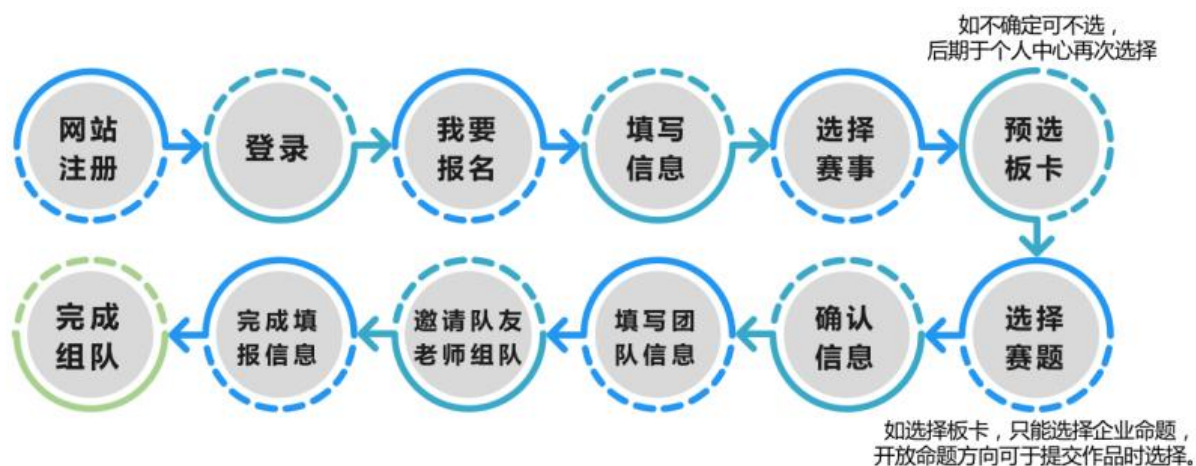 如不确定可不选，
后期于个人中心再次选择
网站
注册
登录
我要
报名
填写
信息
选择
赛事
预选
板卡
选择
赛题
确认
信息
填写团
队信息
邀请队友
老师组队
完成填
报信息
完成
组队
如选择板卡，只能选择企业命题，
开放命题方向可于提交作品时选择。